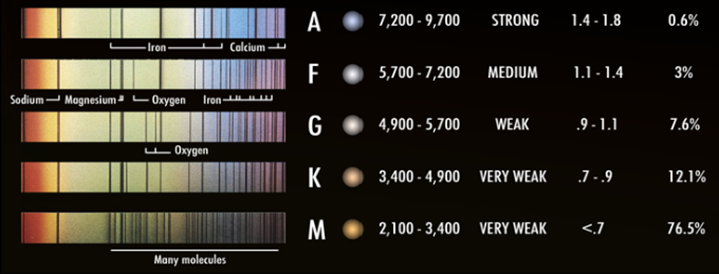 A 7,200 - 9,700 STRONG 1.4 - 1.8 0.6%
Iron Calcium
F 5,700 - 7,200 MEDIUM 1.1 - 1.4 3%
Sodium Magnesium Oxygen Iron
G 4,900 - 5,700 WEAK .9 - 1.1 7.6%
Oxygen
K 3,400 - 4,900 VERY WEAK .7 - .9 12.1%
M 2,100 - 3,400 VERY WEAK <.7 76.5%
Many molecules